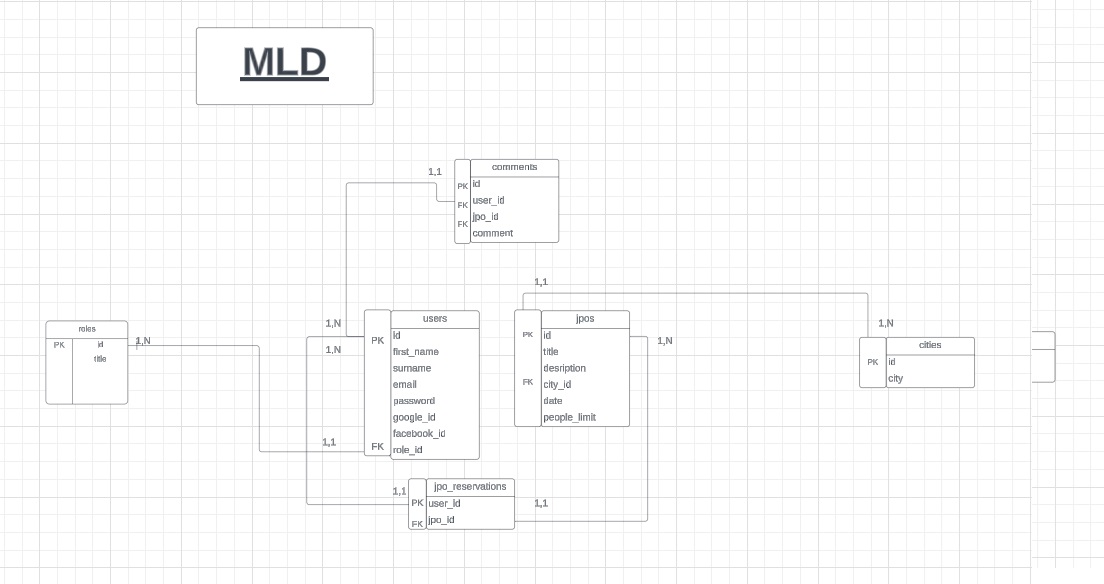 MLD
1,1
comments
PK id
FK user_id
FK jpo_id
comment
1,1
1,N
users
PK id
first_name
surname
email
password
google_id
facebook_id
FK role_id
1,N
1,1
jpos
PK id
title
desription
FK city_id
date
people_limit
1,N
1,N
cities
PK id
city
roles
PK id
title
1,N
jpo_reservations
1,1
PK user_id
FK jpo_id
1,1